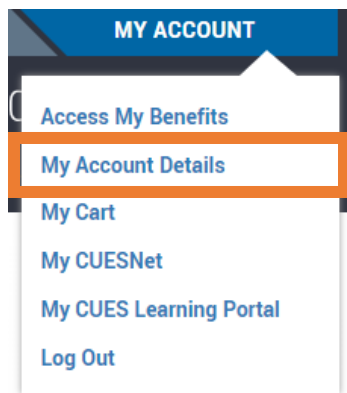 MY ACCOUNT
Access My Benefits
My Account Details
My Cart
My CUESNet
My CUES Learning Portal
Log Out